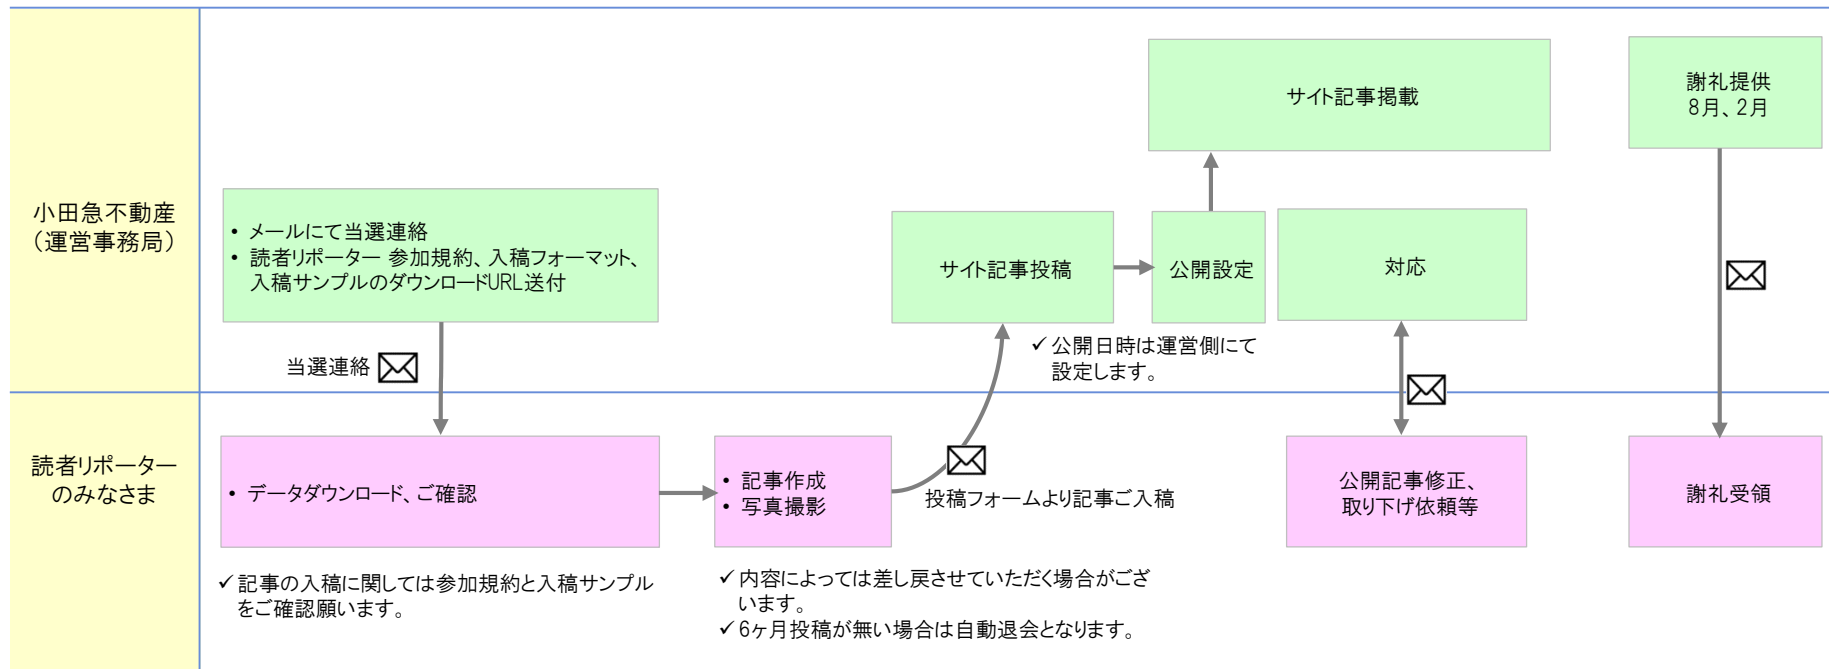 小田急不動産
（運営事務局）
• メールにて当選連絡
• 読者リポーター 参加規約、入稿フォーマット、
入稿サンプルのダウンロードURL送付
当選連絡
サイト記事投稿
公開設定
✓公開日時は運営側にて
設定します。
サイト記事掲載
対応
謝礼提供
8月、2月
読者リポーター
のみなさま
• データダウンロード、ご確認
✓記事の入稿に関しては参加規約と入稿サンプル
をご確認願います。
• 記事作成
• 写真撮影
投稿フォームより記事ご入稿
✓内容によっては差し戻させていただく場合がござ
います。
✓6ヶ月投稿が無い場合は自動退会となります。
公開記事修正、
取り下げ依頼等
謝礼受領